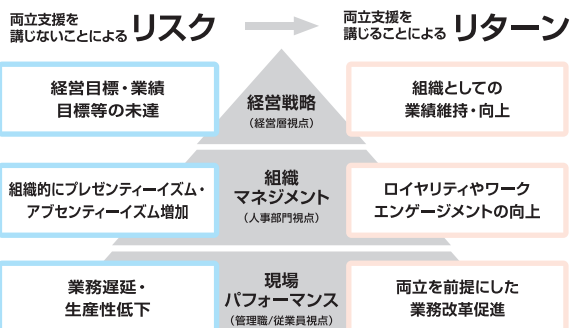 両立支援を
講じないことによる リスク
両立支援を
講じることによる リターン
経営目標・業績
目標等の未達
経営戦略
(経営層視点)
組織としての
業績維持・向上
組織的にプレゼンティーイズム・
アブセンティーイズム増加
組織
マネジメント
(人事部門視点)
ロイヤリティやワーク
エンゲージメントの向上
業務遅延・
生産性低下
現場
パフォーマンス
(管理職/従業員視点)
両立を前提にした
業務改革促進